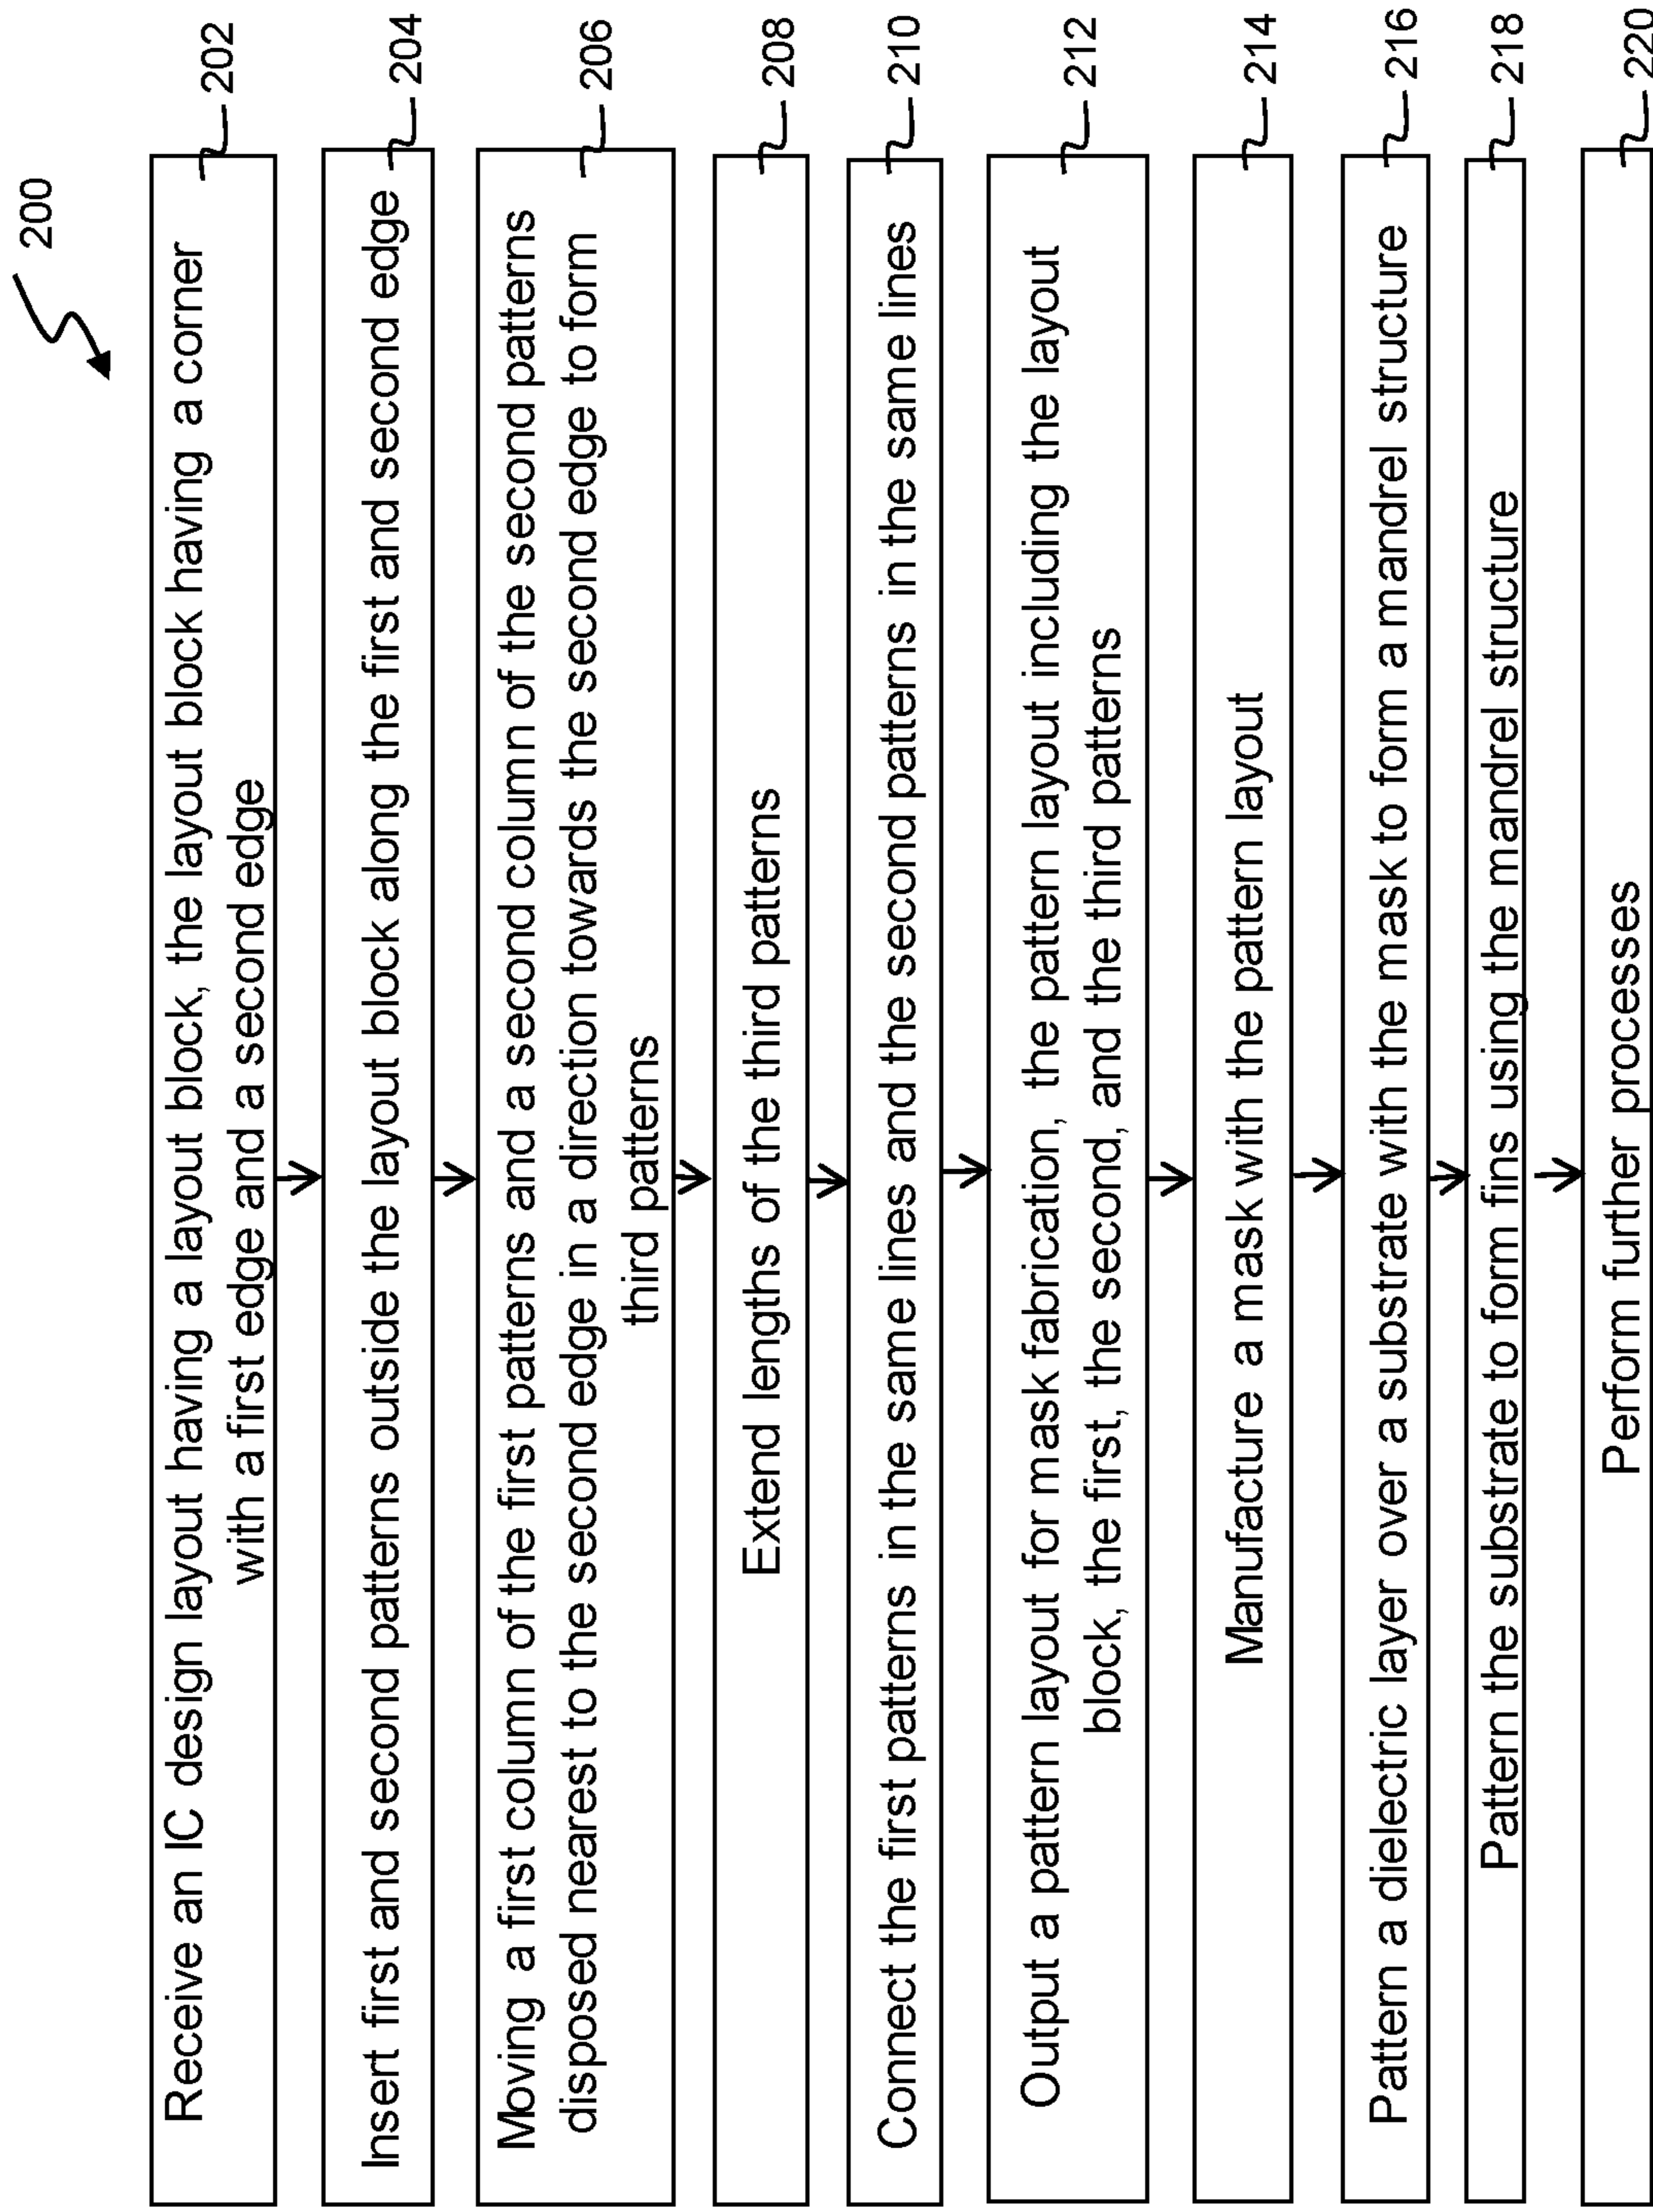 200
Receive an IC design layout having a layout block, the layout block having a corner
with a first edge and a second edge
202
Insert first and second patterns outside the layout block along the first and second edge
204
Moving a first column of the first patterns and a second column of the second patterns
disposed nearest to the second edge in a direction towards the second edge to form
third patterns
206
Extend lengths of the third patterns
208
Connect the first patterns in the same lines and the second patterns in the same lines
210
Output a pattern layout for mask fabrication, the pattern layout including the layout
block, the first, the second, and the third patterns
212
Manufacture a mask with the pattern layout
214
Pattern a dielectric layer over a substrate with the mask to form a mandrel structure
216
Pattern the substrate to form fins using the mandrel structure
218
Perform further processes
220